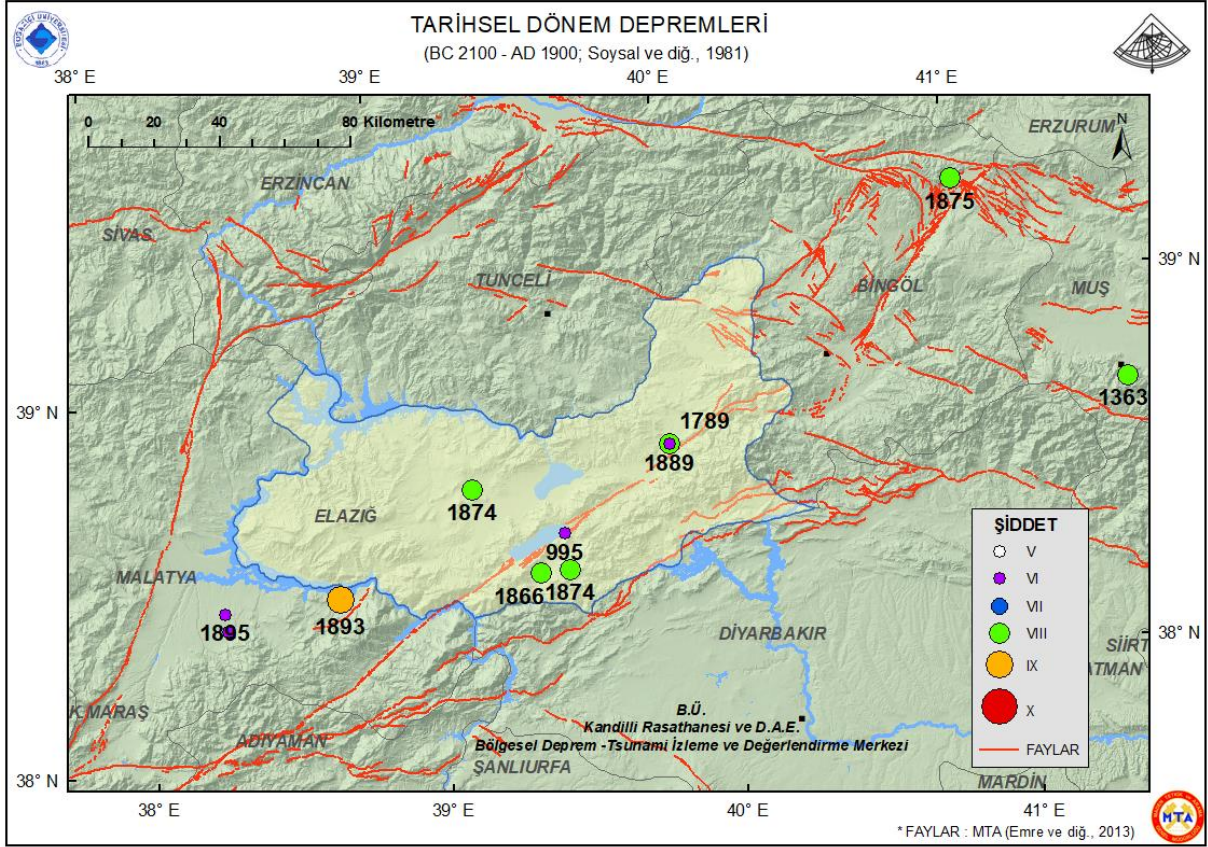 TARİHSEL DÖNEM DEPREMLERİ
(BC 2100 - AD 1900; Soysal ve diğ., 1981)
38° E 39° E 40° E 41° E
0 20 40 80 Kilometre
ERZURUM N
ERZİNCAN
1875
SİVAS
39° N
TUNCELİ BİNGÖL MUŞ
1363
39° N
1789
1889
1874
ELAZIĞ
ŞİDDET
V
VI
VII
VIII
IX
X
FAYLAR
995
MALATYA
1866 1874
1895 1893
DİYARBAKIR
38° N
SİİRT
ATMAN
K.MARAŞ
B.Ü.
Kandilli Rasathanesi ve D.A.E.
Bölgesel Deprem -Tsunami İzleme ve Değerlendirme Merkezi
ADIYAMAN
ŞANLIURFA
MARDİN
38° N
38° E 39° E 40° E 41° E
* FAYLAR : MTA (Emre ve diğ., 2013)
MTA